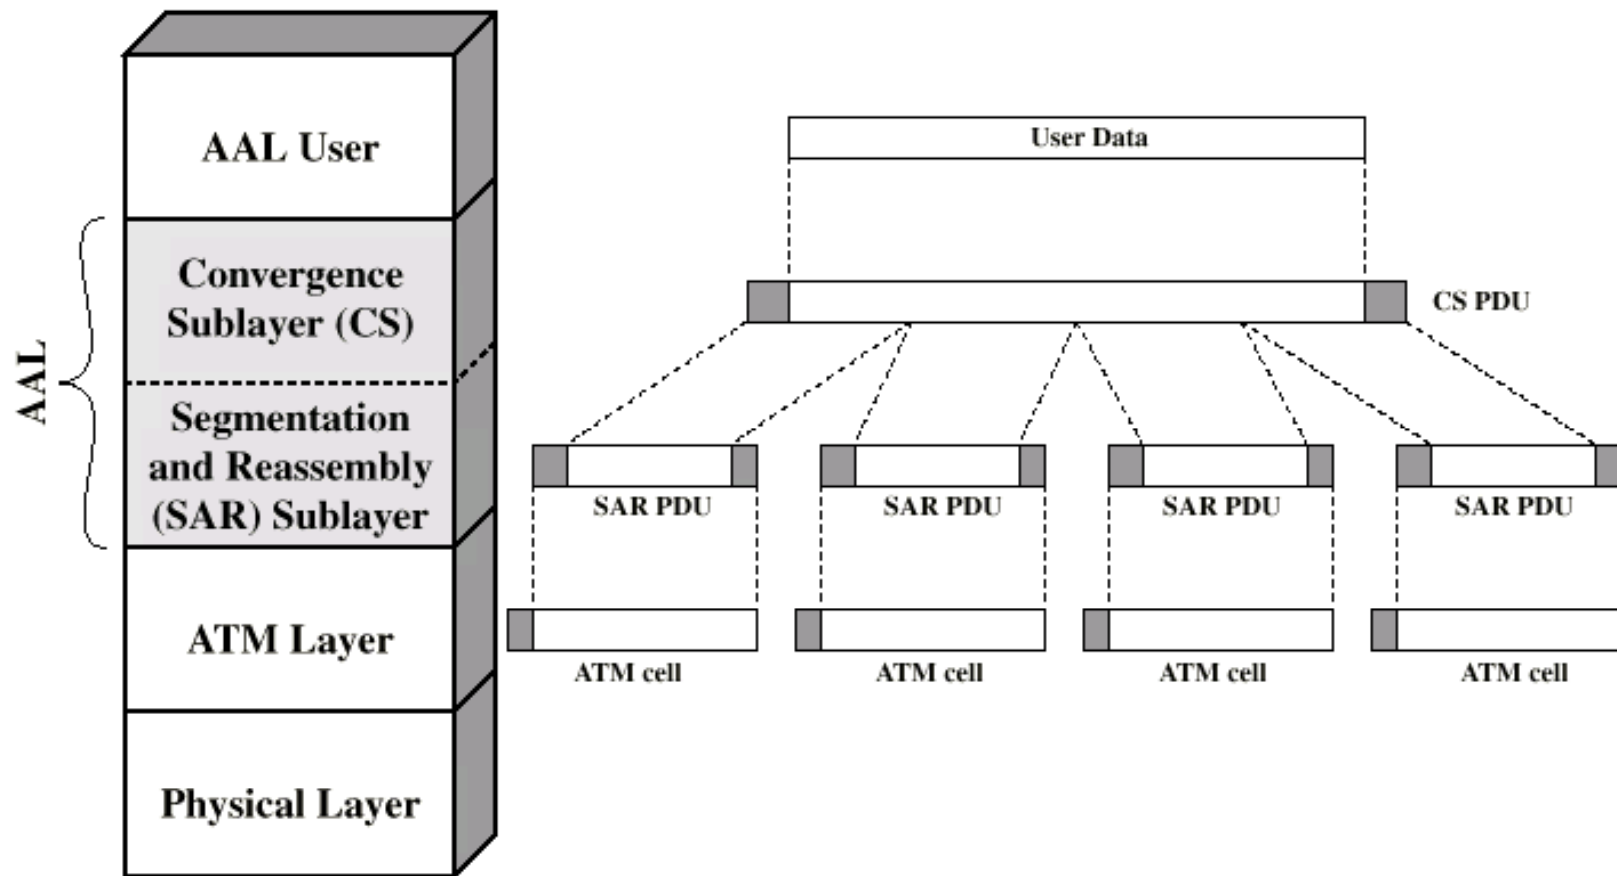 AAL User
AAL
Convergence
Sublayer (CS)
Segmentation
and Reassembly
(SAR) Sublayer
ATM Layer
Physical Layer
User Data
CS PDU
SAR PDU
SAR PDU
SAR PDU
SAR PDU
ATM cell
ATM cell
ATM cell
ATM cell